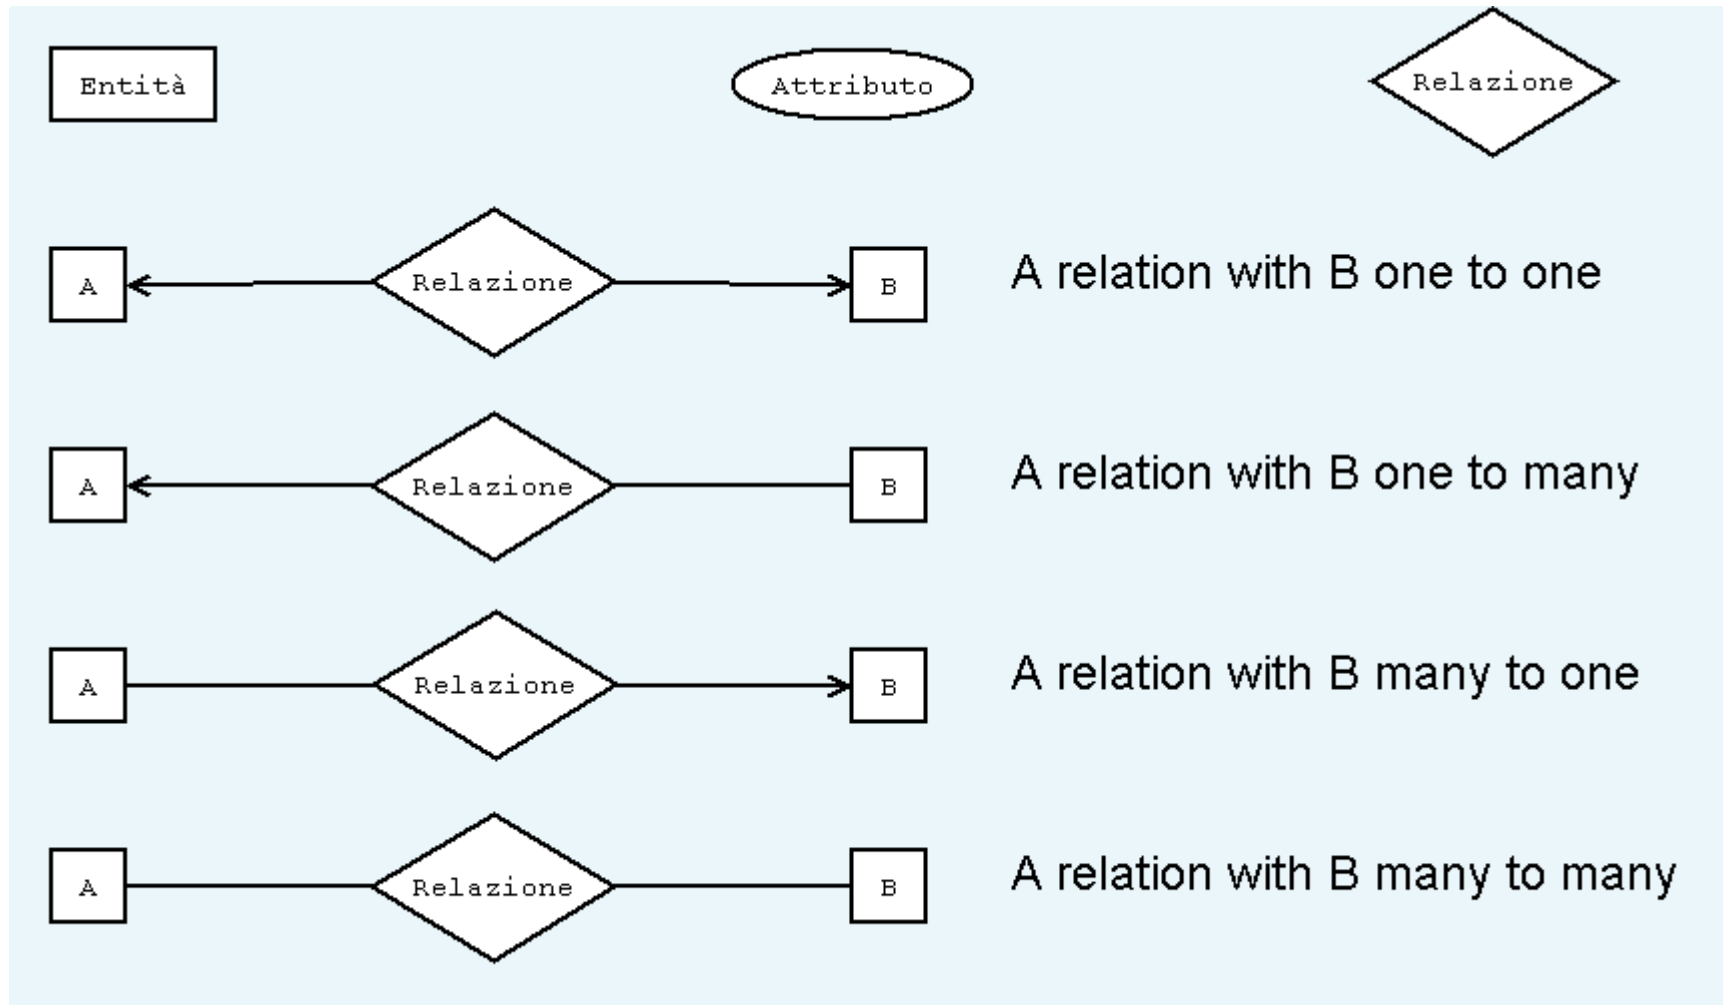 Entità Attributo Relazione
A Relazione B A relation with B one to one
A Relazione B A relation with B one to many
A Relazione B A relation with B many to one
A Relazione B A relation with B many to many